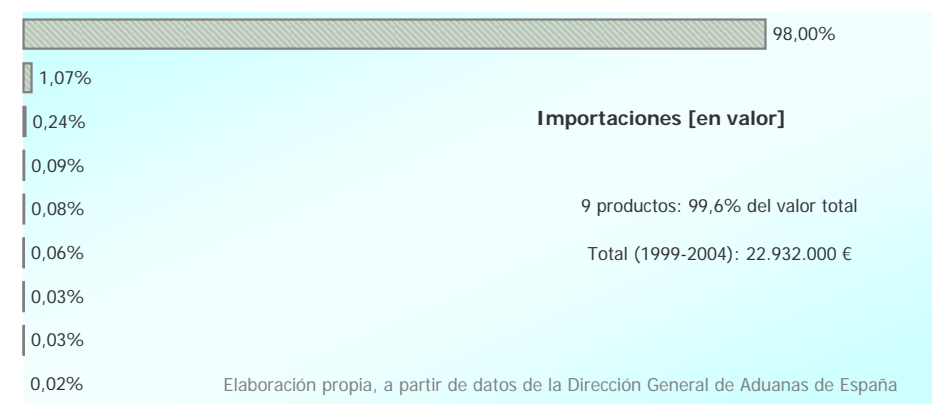 98,00%
1,07%
0,24%
Importaciones [en valor]
0,09%
0,08%
9 productos: 99,6% del valor total
0,06%
Total (1999-2004): 22.932.000 €
0,03%
0,03%
0,02%
Elaboración propia, a partir de datos de la Dirección General de Aduanas de España